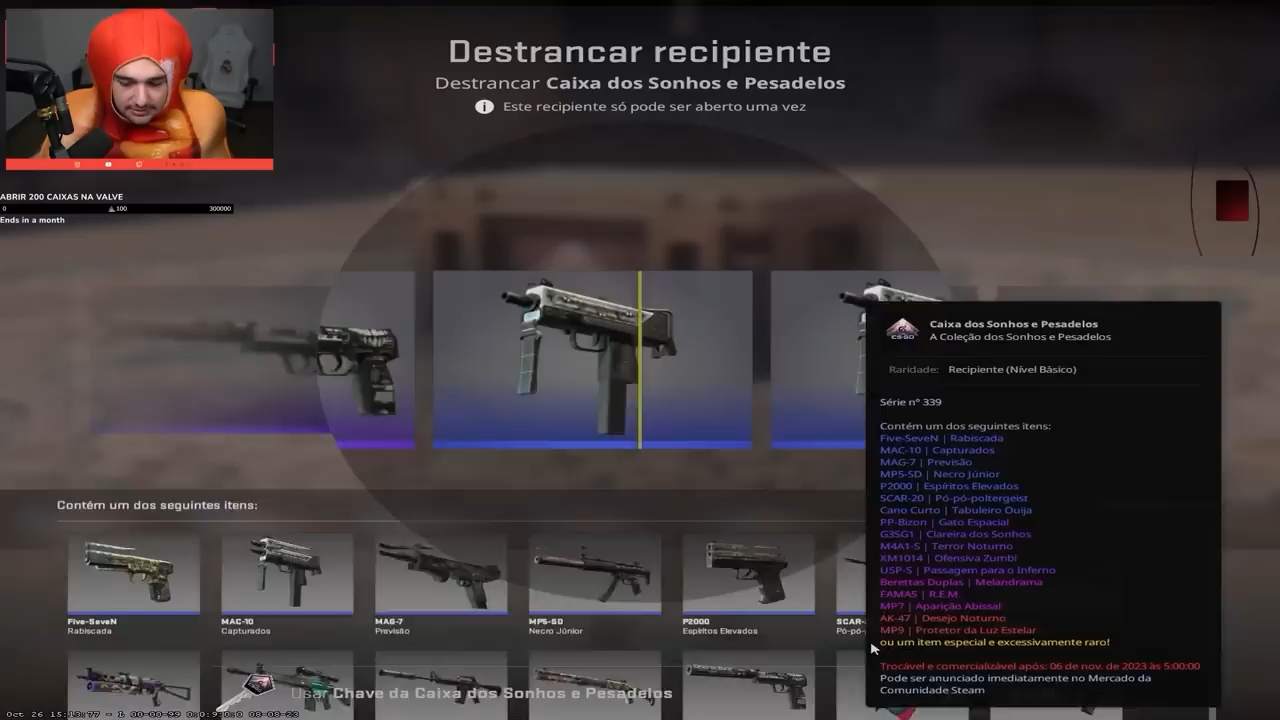 Destrancar recipiente
Destrancar Caixa dos Sonhos e Pesadelos
Este recipiente só pode ser aberto uma vez
ABRIR 200 CAIXAS NA VALVE
0 100 300000
Ends in a month
Caixa dos Sonhos e Pesadelos
A Coleção dos Sonhos e Pesadelos
Raridade: Recipiente (Nível Básico)
Série nº 339
Contém um dos seguintes itens:
Five-SeveN | Rabiscada
MAC-10 | Capturados
MAG-7 | Previsão
MP5-SD | Necro Júnior
P2000 | Espíritos Elevados
SCAR-20 | Pó-pó-poltergeist
Cano Curto | Tabuleiro Ouija
PP-Bizon | Gato Espacial
G3SG1 | Clareira dos Sonhos
M4A1-S | Terror Noturno
XM1014 | Ofensiva Zumbi
USP-S | Passagem para o Inferno
Berettas Duplas | Melandrama
FAMAS | R.E.M.
MP7 | Aparição Abissal
AK-47 | Desejo Noturno
MP9 | Protetor da Luz Estelar
ou um item especial e excessivamente raro!
Trocável e comercializável após: 06 de nov. de 2023 às 5:00:00
Pode ser anunciado imediatamente no Mercado da
Comunidade Steam
Contém um dos seguintes itens:
Five-SeveN
Rabiscada
MAC-10
Capturados
MAG-7
Previsão
MP5-SD
Necro Júnior
P2000
Espíritos Elevados
SCAR-
Pó-pó-
Usar Chave da Caixa dos Sonhos e Pesadelos